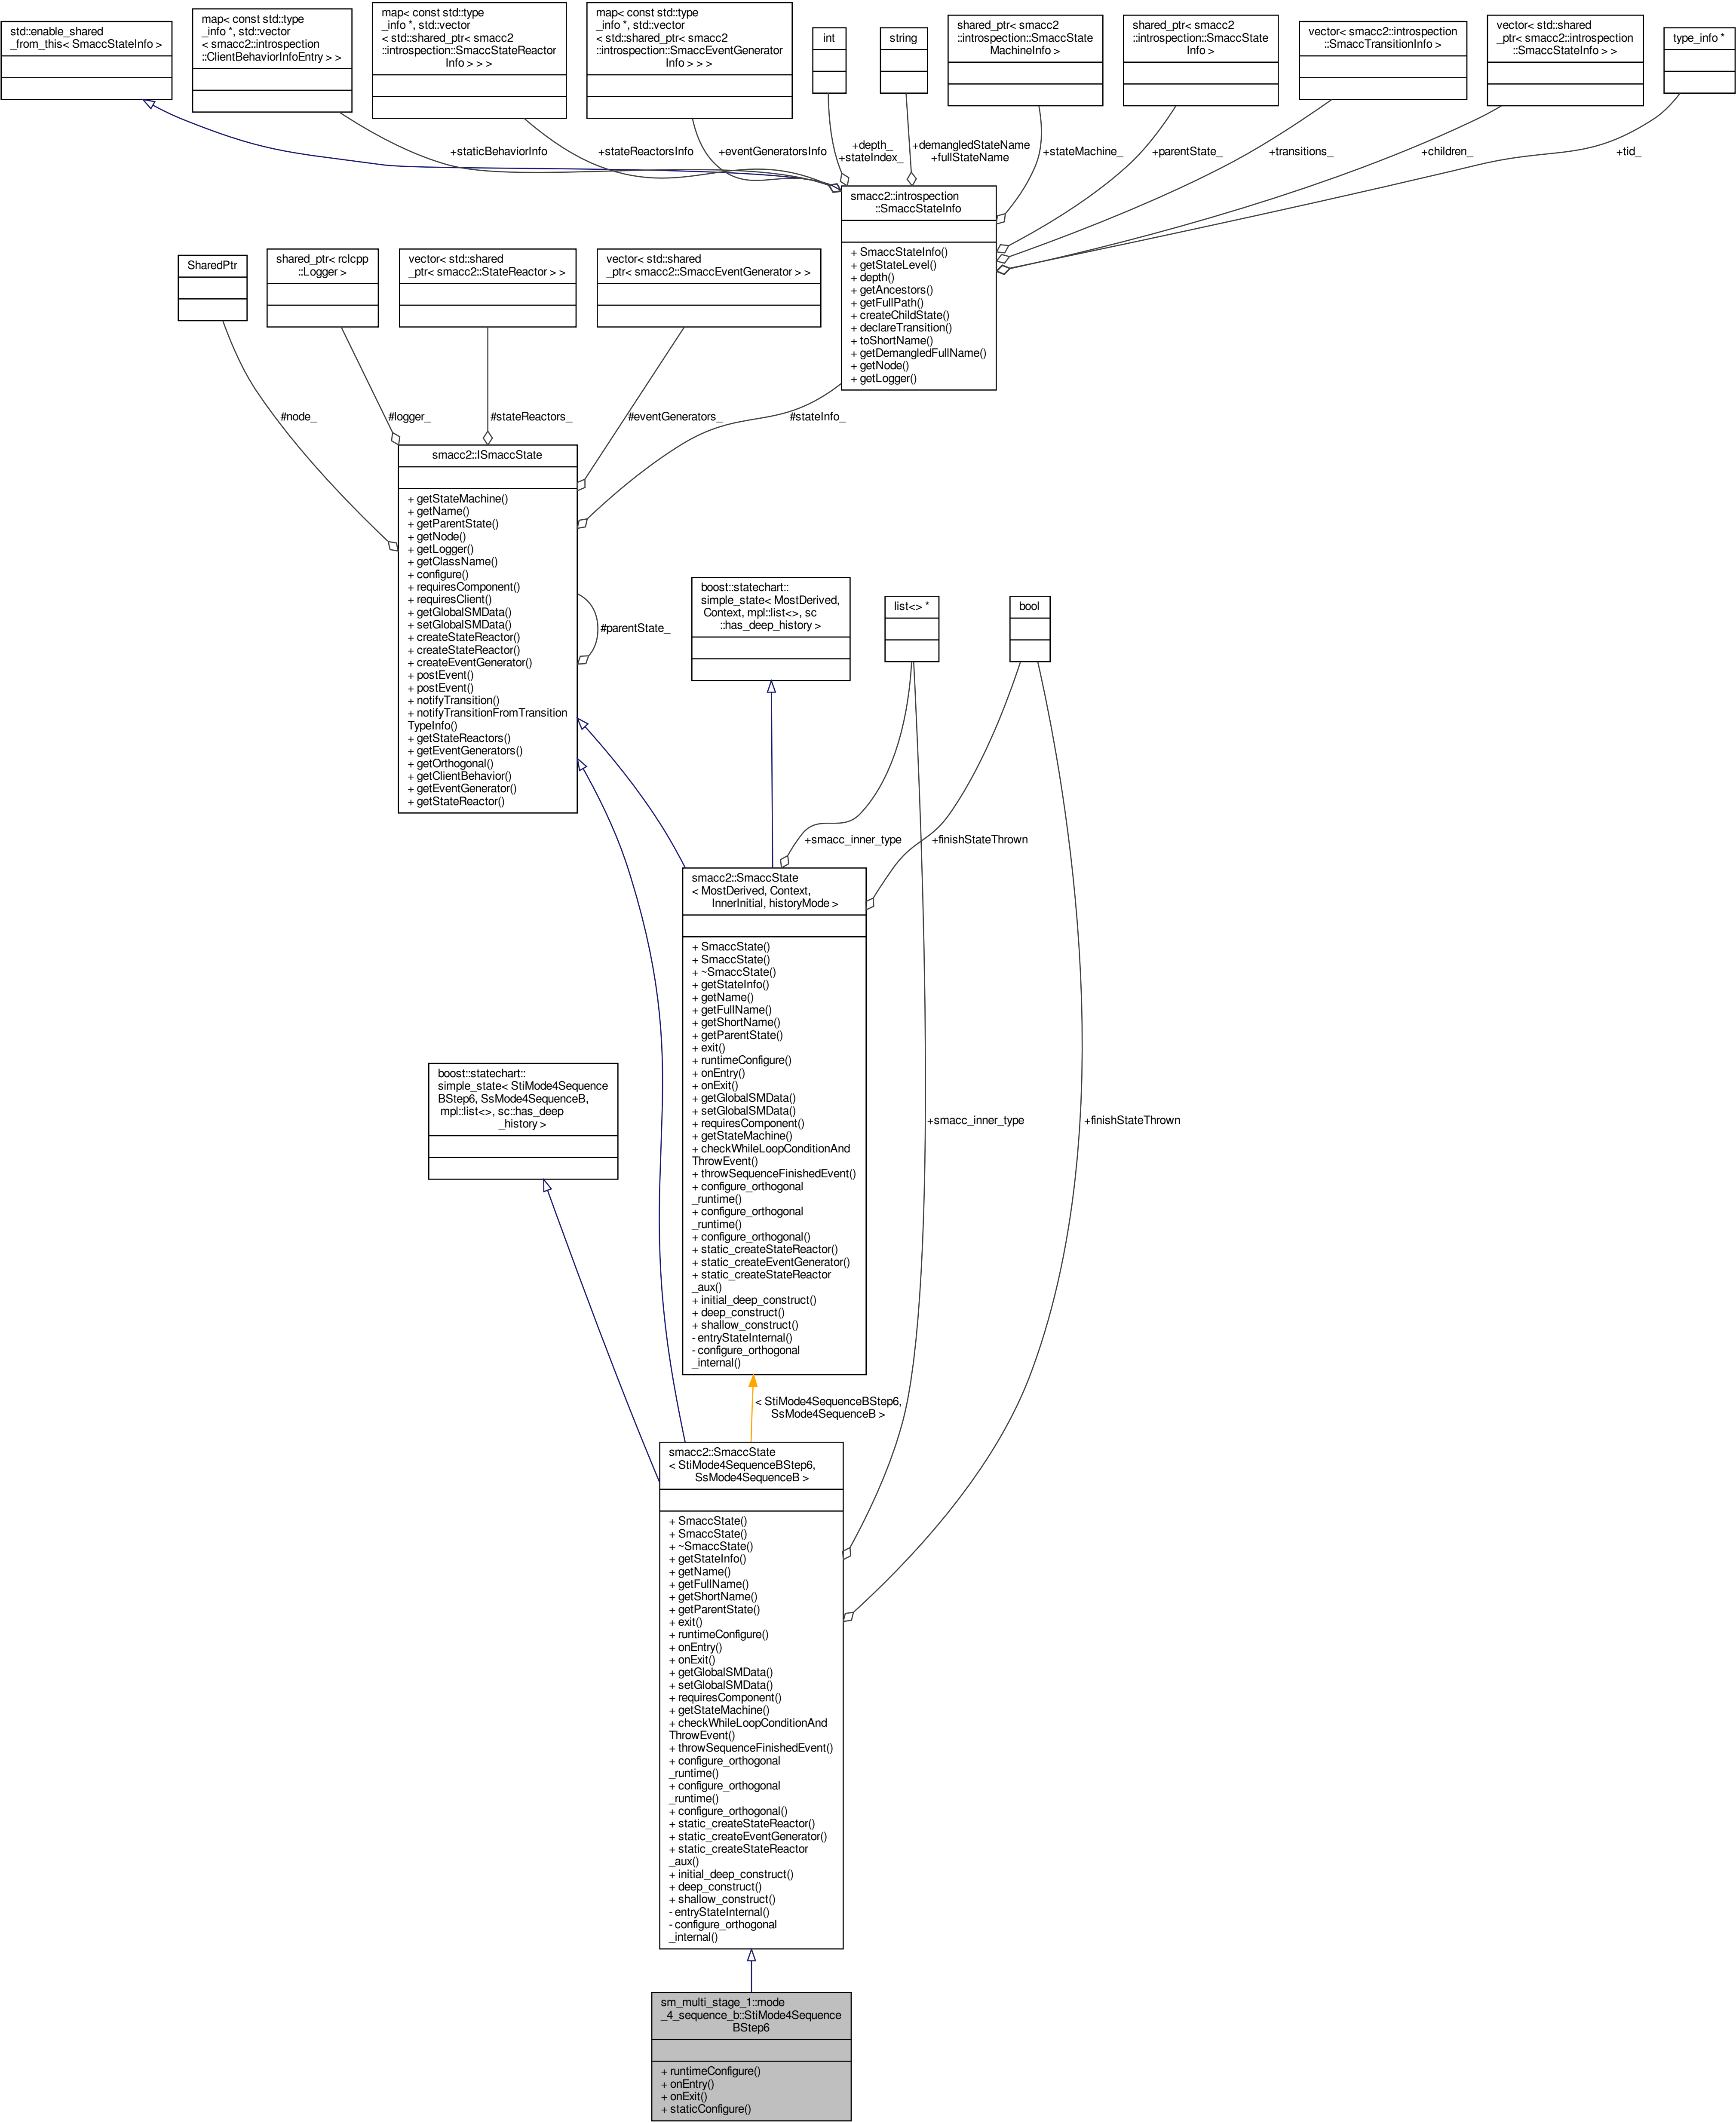 std::enable_shared
_from_this< SmaccStateInfo >
map< const std::type
_info *, std::vector
< smacc2::introspection
::ClientBehaviorInfoEntry > >
map< const std::type
_info *, std::vector
< std::shared_ptr< smacc2
::introspection::SmaccStateReactor
Info > > >
map< const std::type
_info *, std::vector
< std::shared_ptr< smacc2
::introspection::SmaccEventGenerator
Info > > >
int
string
shared_ptr< smacc2
::introspection::SmaccState
MachineInfo >
shared_ptr< smacc2
::introspection::SmaccState
Info >
vector< smacc2::introspection
::SmaccTransitionInfo >
vector< std::shared
_ptr< smacc2::introspection
::SmaccStateInfo > >
type_info *
+staticBehaviorInfo
+stateReactorsInfo
+eventGeneratorsInfo
+depth_
+stateIndex_
+demangledStateName
+fullStateName
+stateMachine_
+parentState_
+transitions_
+children_
+tid_
smacc2::introspection
::SmaccStateInfo
+ SmaccStateInfo()
+ getStateLevel()
+ depth()
+ getAncestors()
+ getFullPath()
+ createChildState()
+ declareTransition()
+ toShortName()
+ getDemangledFullName()
+ getNode()
+ getLogger()
SharedPtr
shared_ptr< rclcpp
::Logger >
vector< std::shared
_ptr< smacc2::StateReactor > >
vector< std::shared
_ptr< smacc2::SmaccEventGenerator > >
#node_
#logger_
#stateReactors_
#eventGenerators_
#stateInfo_
smacc2::ISmaccState
+ getStateMachine()
+ getName()
+ getParentState()
+ getNode()
+ getLogger()
+ getClassName()
+ configure()
+ requiresComponent()
+ requiresClient()
+ getGlobalSMData()
+ setGlobalSMData()
+ createStateReactor()
+ createStateReactor()
+ createEventGenerator()
+ postEvent()
+ postEvent()
+ notifyTransition()
+ notifyTransitionFromTransition
TypeInfo()
+ getStateReactors()
+ getEventGenerators()
+ getOrthogonal()
+ getClientBehavior()
+ getEventGenerator()
+ getStateReactor()
#parentState_
boost::statechart::
simple_state< MostDerived,
Context, mpl::list<>, sc
::has_deep_history >
list<> *
bool
+smacc_inner_type
+finishStateThrown
smacc2::SmaccState
< MostDerived, Context,
InnerInitial, historyMode >
+ SmaccState()
+ SmaccState()
+ ~SmaccState()
+ getStateInfo()
+ getName()
+ getFullName()
+ getShortName()
+ getParentState()
+ exit()
+ runtimeConfigure()
+ onEntry()
+ onExit()
+ getGlobalSMData()
+ setGlobalSMData()
+ requiresComponent()
+ getStateMachine()
+ checkWhileLoopConditionAnd
ThrowEvent()
+ throwSequenceFinishedEvent()
+ configure_orthogonal
_runtime()
+ configure_orthogonal
_runtime()
+ configure_orthogonal()
+ static_createStateReactor()
+ static_createEventGenerator()
+ static_createStateReactor
_aux()
+ initial_deep_construct()
+ deep_construct()
+ shallow_construct()
- entryStateInternal()
- configure_orthogonal
_internal()
boost::statechart::
simple_state< StiMode4Sequence
BStep6, SsMode4SequenceB,
mpl::list<>, sc::has_deep
_history >
+smacc_inner_type
+finishStateThrown
< StiMode4SequenceBStep6,
SsMode4SequenceB >
smacc2::SmaccState
< StiMode4SequenceBStep6,
SsMode4SequenceB >
+ SmaccState()
+ SmaccState()
+ ~SmaccState()
+ getStateInfo()
+ getName()
+ getFullName()
+ getShortName()
+ getParentState()
+ exit()
+ runtimeConfigure()
+ onEntry()
+ onExit()
+ getGlobalSMData()
+ setGlobalSMData()
+ requiresComponent()
+ getStateMachine()
+ checkWhileLoopConditionAnd
ThrowEvent()
+ throwSequenceFinishedEvent()
+ configure_orthogonal
_runtime()
+ configure_orthogonal
_runtime()
+ configure_orthogonal()
+ static_createStateReactor()
+ static_createEventGenerator()
+ static_createStateReactor
_aux()
+ initial_deep_construct()
+ deep_construct()
+ shallow_construct()
- entryStateInternal()
- configure_orthogonal
_internal()
sm_multi_stage_1::mode
_4_sequence_b::StiMode4Sequence
BStep6
+ runtimeConfigure()
+ onEntry()
+ onExit()
+ staticConfigure()